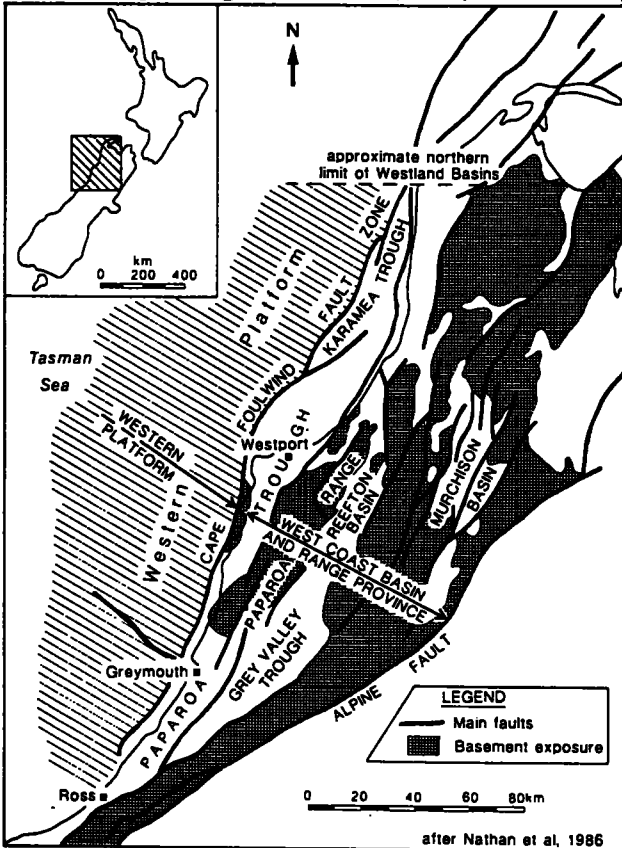 N
km
0 200 400
approximate northern
limit of Westland Basins
Tasman
Sea
Western Platform
WESTERN
PLATFORM
CAPE FOULWIND FAULT ZONE
KARAMEA TROUGH
Westport
PAPAROA TROUGH
PAPAROA RANGE
REEFTON
BASIN
MURCHISON
BASIN
WEST COAST BASIN
AND RANGE PROVINCE
GREY VALLEY
TROUGH
Greymouth
ALPINE FAULT
Ross
LEGEND
Main faults
Basement exposure
0 20 40 60 80km
after Nathan et al, 1986